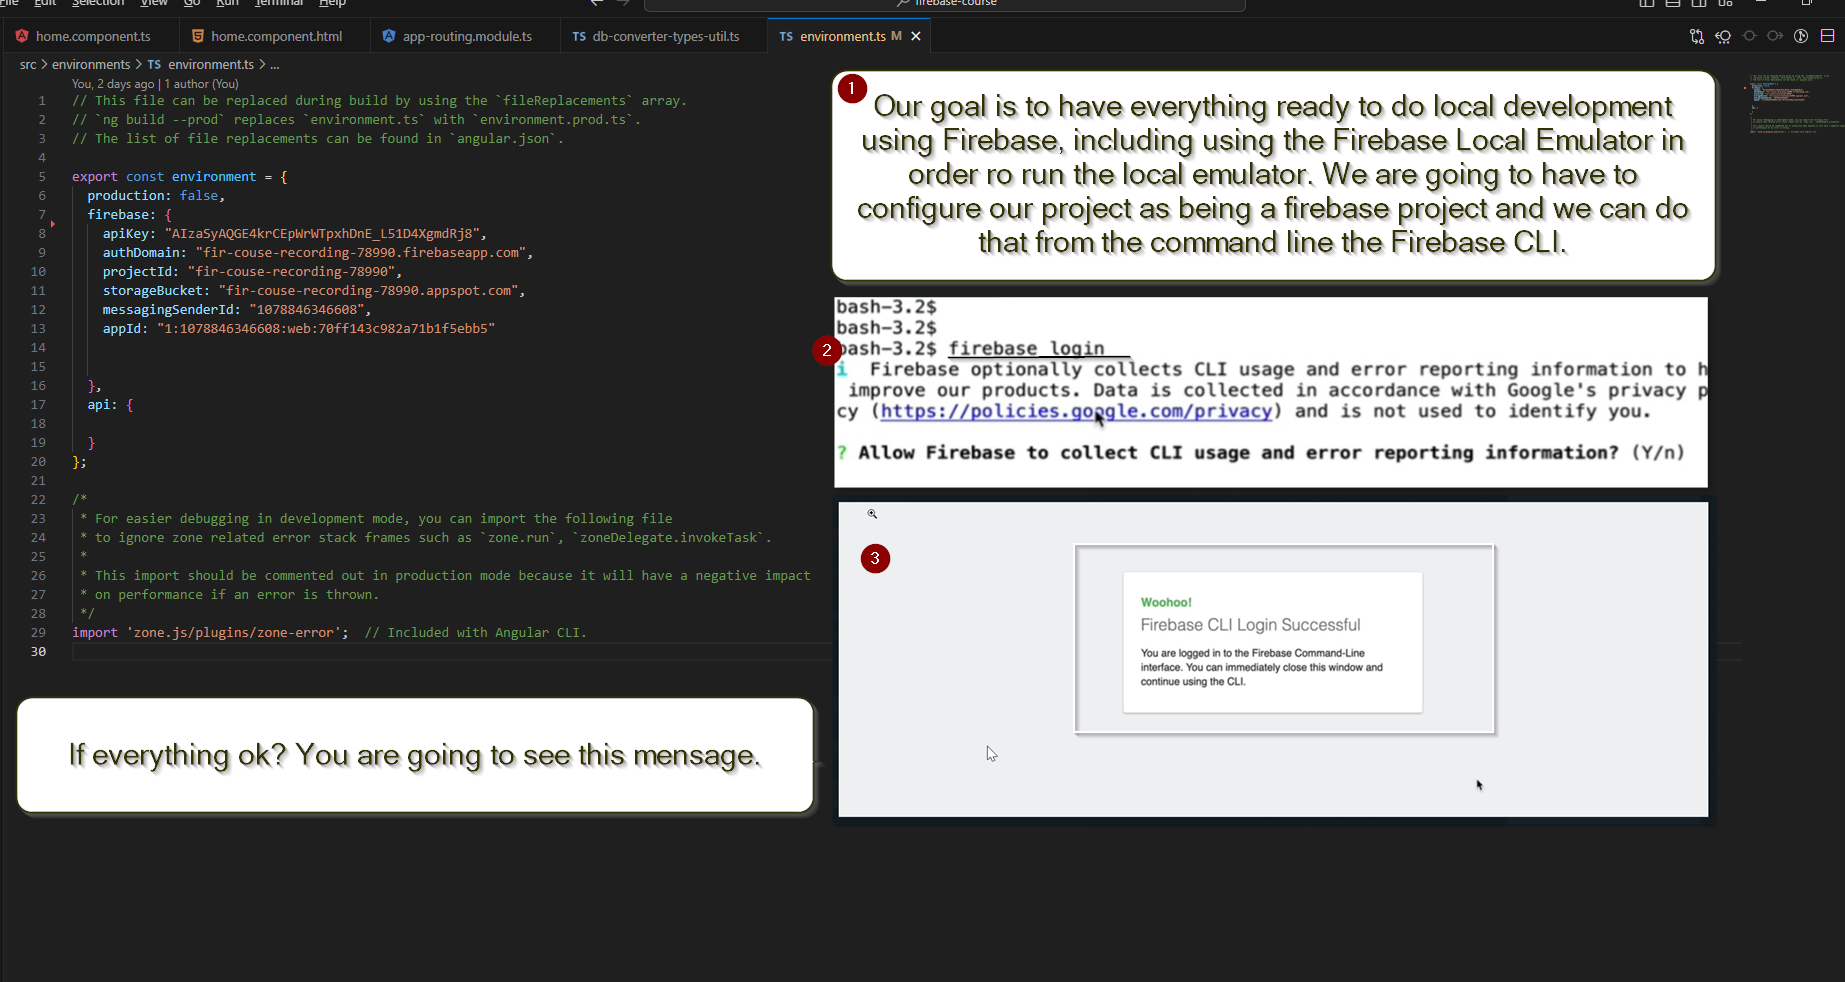 File Edit Selection View Go Run Terminal Help
firebase-course
home.component.ts
home.component.html
app-routing.module.ts
TS db-converter-types-util.ts
TS environment.ts M
src > environments > TS environment.ts > ...
You, 2 days ago | 1 author (You)
1 // This file can be replaced during build by using the `fileReplacements` array.
2 // `ng build --prod` replaces `environment.ts` with `environment.prod.ts`.
3 // The list of file replacements can be found in `angular.json`.
4
5 export const environment = {
6 production: false,
7 firebase: {
8 apiKey: "AIzaSyAQGE4krCEpWrWTpxhDnE_L51D4XgmdRj8",
9 authDomain: "fir-couse-recording-78990.firebaseapp.com",
10 projectId: "fir-couse-recording-78990",
11 storageBucket: "fir-couse-recording-78990.appspot.com",
12 messagingSenderId: "1078846346608",
13 appId: "1:1078846346608:web:70ff143c982a71b1f5ebb5"
14
15
16 },
17 api: {
18
19 }
20 };
21
22 /*
23 * For easier debugging in development mode, you can import the following file
24 * to ignore zone related error stack frames such as `zone.run`, `zoneDelegate.invokeTask`.
25 *
26 * This import should be commented out in production mode because it will have a negative impact
27 * on performance if an error is thrown.
28 */
29 import 'zone.js/plugins/zone-error'; // Included with Angular CLI.
30
1
Our goal is to have everything ready to do local development
using Firebase, including using the Firebase Local Emulator in
order ro run the local emulator. We are going to have to
configure our project as being a firebase project and we can do
that from the command line the Firebase CLI.
bash-3.2$
bash-3.2$
2
bash-3.2$ firebase login
i Firebase optionally collects CLI usage and error reporting information to h
improve our products. Data is collected in accordance with Google's privacy p
cy (https://policies.google.com/privacy) and is not used to identify you.
? Allow Firebase to collect CLI usage and error reporting information? (Y/n)
3
Woohoo!
Firebase CLI Login Successful
You are logged in to the Firebase Command-Line
interface. You can immediately close this window and
continue using the CLI.
If everything ok? You are going to see this mensage.